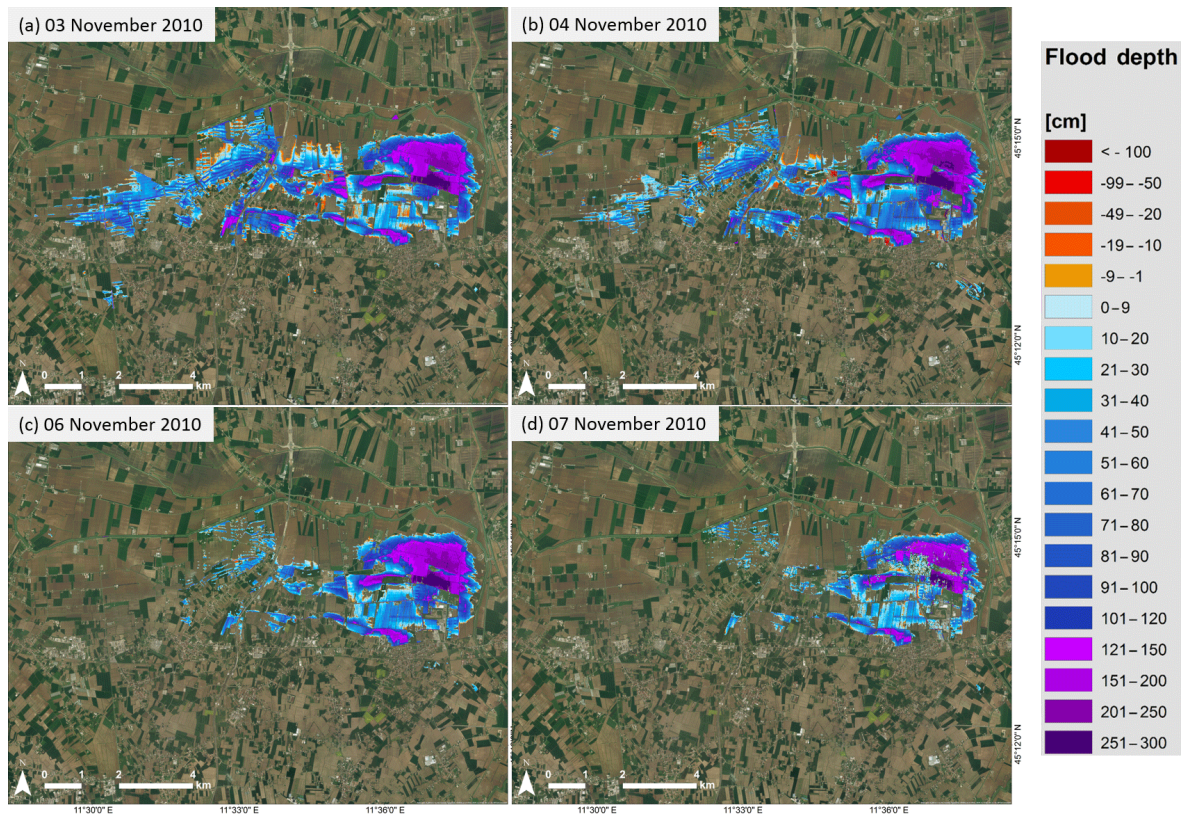 (a) 03 November 2010
(b) 04 November 2010
45°15'0" N
45°12'0" N
N
0 2 4
km
N
0 2 4
km
(c) 06 November 2010
(d) 07 November 2010
45°15'0" N
45°12'0" N
N
0 2 4
km
N
0 2 4
km
11°30'0" E 11°33'0" E 11°36'0" E
11°30'0" E 11°33'0" E 11°36'0" E
Flood depth
[cm]
< - 100
-99 - -50
-49 - -20
-19 - -10
-9 - -1
0 – 9
10 – 20
21 – 30
31 – 40
41 – 50
51 – 60
61 – 70
71 – 80
81 – 90
91 – 100
101 – 120
121 – 150
151 – 200
201 – 250
251 – 300